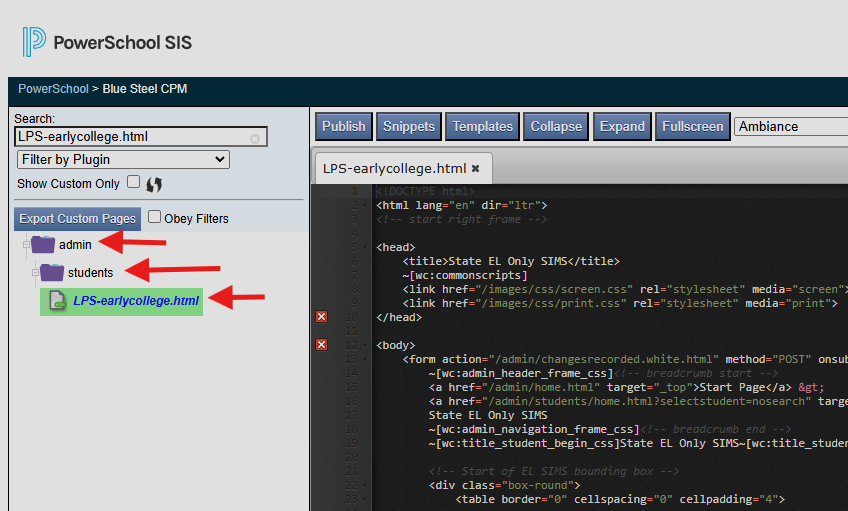 PowerSchool SIS
PowerSchool > Blue Steel CPM
Search:
LPS-earlycollege.html
Filter by Plugin
Show Custom Only
Export Custom Pages Obey Filters
admin
students
LPS-earlycollege.html
Publish Snippets Templates Collapse Expand Fullscreen Ambiance
LPS-earlycollege.html
1 <!DOCTYPE html>
2 <html lang="en" dir="ltr">
3 <!-- start right frame -->
4
5 <head>
6 <title>State EL Only SIMS</title>
7 ~[wc:commonscripts]
8 <link href="/images/css/screen.css" rel="stylesheet" media="screen">
9 <link href="/images/css/print.css" rel="stylesheet" media="print">
10 </head>
11
12 <body>
13 <form action="/admin/changesrecorded.white.html" method="POST" onsub
14 ~[wc:admin_header_frame_css]<!-- breadcrumb start -->
15 <a href="/admin/home.html" target="_top">Start Page</a> &gt;
16 <a href="/admin/students/home.html?selectstudent=nosearch" targe
17 State EL Only SIMS
18 ~[wc:admin_navigation_frame_css]<!-- breadcrumb end -->
19 ~[wc:title_student_begin_css]State EL Only SIMS~[wc:title_studen
20
21 <!-- Start of EL SIMS bounding box -->
22 <div class="box-round">
23 <table border="0" cellspacing="0" cellpadding="4">